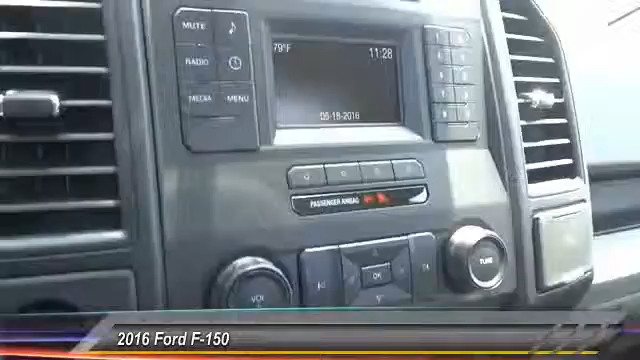 MUTE
RADIO
MEDIA MENU
79°F 11:28
05-18-2016
PASSENGER AIRBAG
VOL
OK
TUNE
2016 Ford F-150